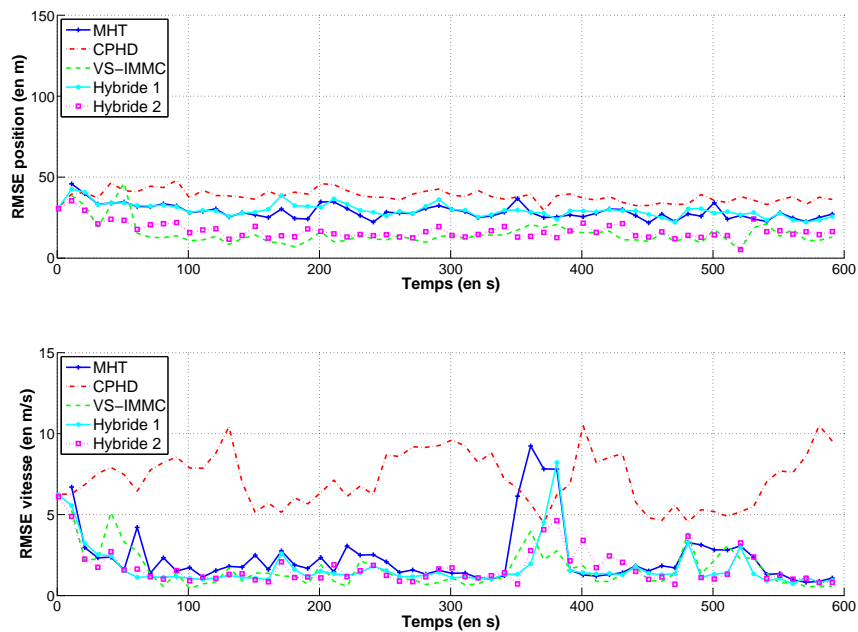 150
100
50
0
RMSE position (en m)
MHT
CPHD
VS−IMMC
Hybride 1
Hybride 2
0 100 200 300 400 500 600
Temps (en s)
15
10
5
0
RMSE vitesse (en m/s)
MHT
CPHD
VS−IMMC
Hybride 1
Hybride 2
0 100 200 300 400 500 600
Temps (en s)